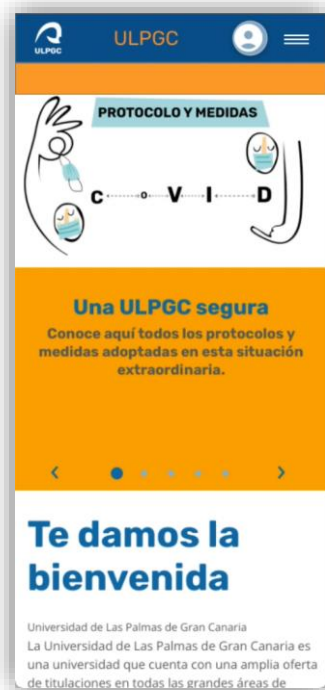 ULPGC
ULPGC
PROTOCOLO Y MEDIDAS
C o V I D
Una ULPGC segura
Conoce aquí todos los protocolos y
medidas adoptadas en esta situación
extraordinaria.
Te damos la
bienvenida
Universidad de Las Palmas de Gran Canaria
La Universidad de Las Palmas de Gran Canaria es
una universidad que cuenta con una amplia oferta
de titulaciones en todas las grandes áreas de